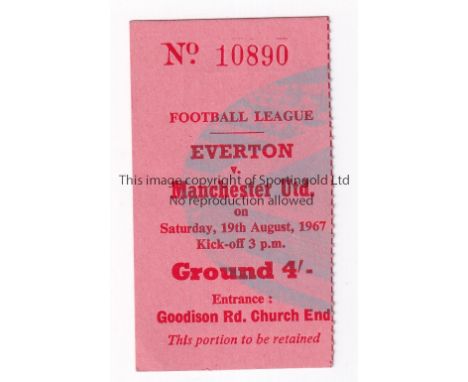 Nº 10890
FOOTBALL LEAGUE
EVERTON
v.
This image copyright of Sportingold Ltd
Manchester Utd.
No reproduction allowed
on
Saturday, 19th August, 1967
Kick-off 3 p.m.
Ground 4/-
Entrance :
Goodison Rd. Church End
This portion to be retained